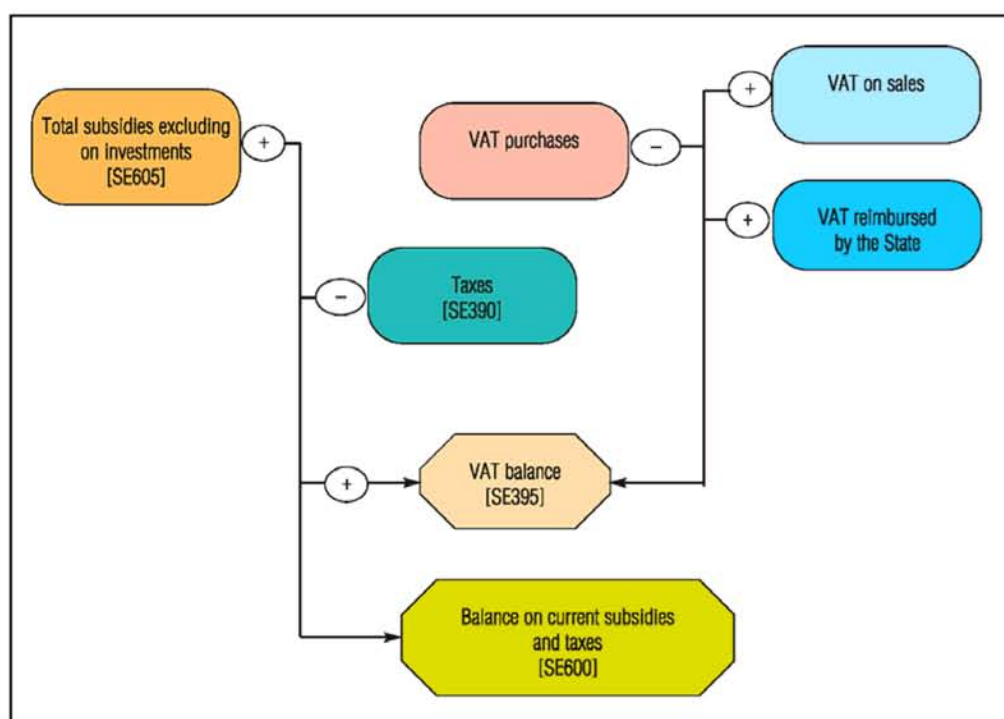 Total subsidies excluding
on investments
[SE605]
+
VAT purchases
−
+
VAT on sales
+
VAT reimbursed
by the State
−
Taxes
[SE390]
+
VAT balance
[SE395]
Balance on current subsidies
and taxes
[SE600]